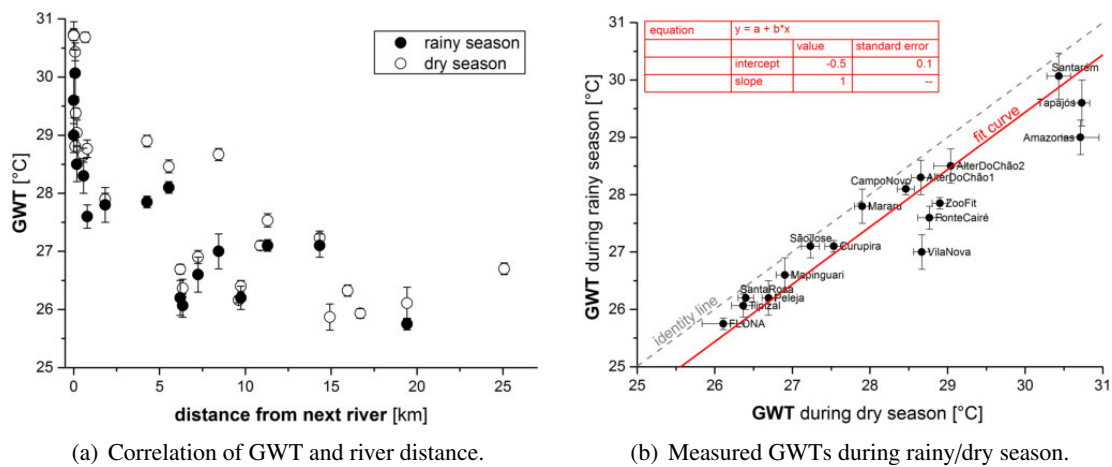 31
30
29
28
27
26
25
GWT [°C]
rainy season
dry season
0
5
10
15
20
25
distance from next river [km]
(a) Correlation of GWT and river distance.
31
30
29
28
27
26
25
GWT during rainy season [°C]
equation y = a + b*x
value standard error
intercept -0.5 0.1
slope 1 --
Santarém
Tapajós
Amazonas
fit curve
AlterDoChão2
AlterDoChão1
CampoNovo
ZooFit
Mararu
FonteCairé
SãoJose
Curupira
VilaNova
Mapinguari
SantaRosa
Peleja
Tipizal
FLONA
identity line
25
26
27
28
29
30
31
GWT during dry season [°C]
(b) Measured GWTs during rainy/dry season.